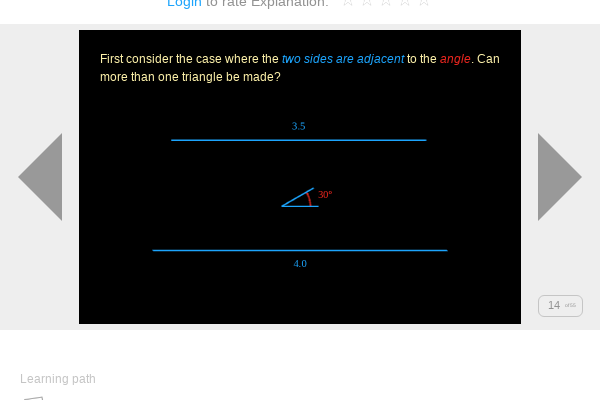 Login to rate Explanation:
First consider the case where the two sides are adjacent to the angle. Can
more than one triangle be made?
3.5
30°
4.0
14
Learning path